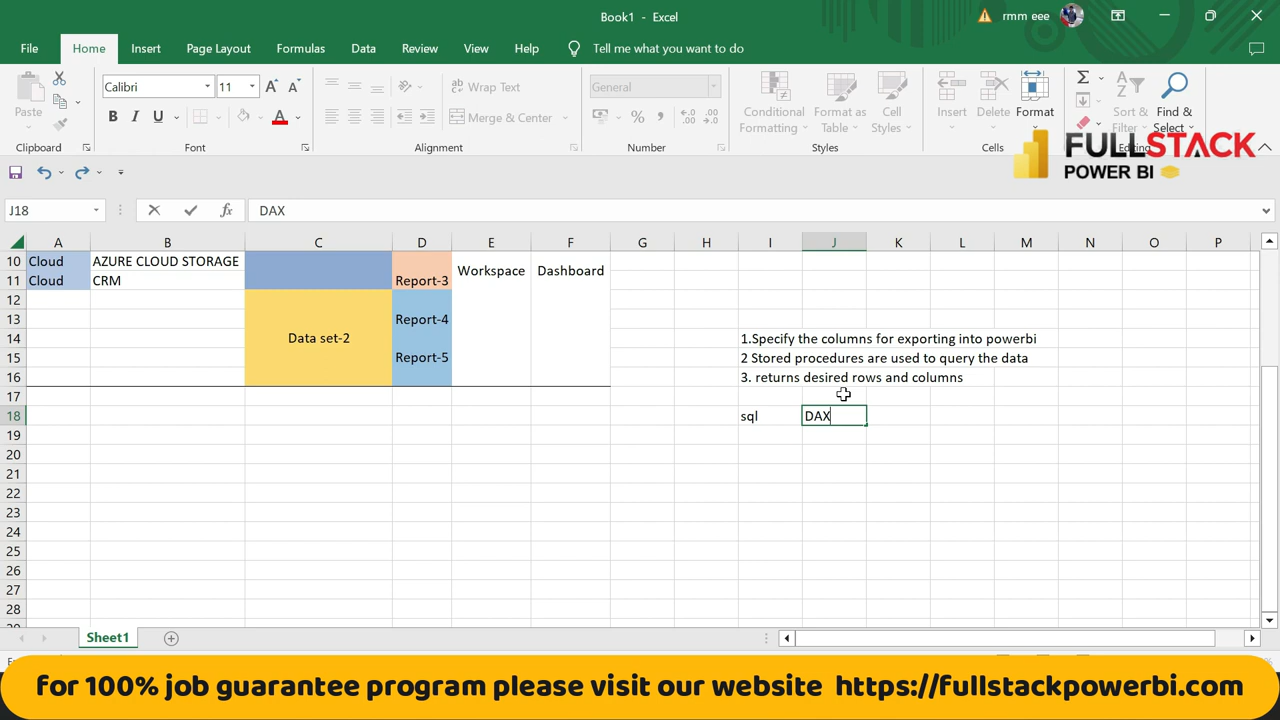 Book1 - Excel
rmm eee
File Home Insert Page Layout Formulas Data Review View Help Tell me what you want to do
Calibri 11 Wrap Text General
Paste Conditional Formatting Format as Table Cell Styles Insert Delete Format Sort & Filter Find & Select
B I U A Merge & Center % ,
Clipboard Font Alignment Number Styles Cells Editing
FULLSTACK
POWER BI
J18 fx DAX
A B C D E F G H I J K L M N O P
10 Cloud AZURE CLOUD STORAGE
Workspace Dashboard
11 Cloud CRM Report-3
12
13 Report-4
14 Data set-2 1.Specify the columns for exporting into powerbi
15 Report-5 2 Stored procedures are used to query the data
16 3. returns desired rows and columns
17
18 sql DAX
19
20
21
22
23
24
25
26
27
28
Sheet1
for 100% job guarantee program please visit our website https://fullstackpowerbi.com